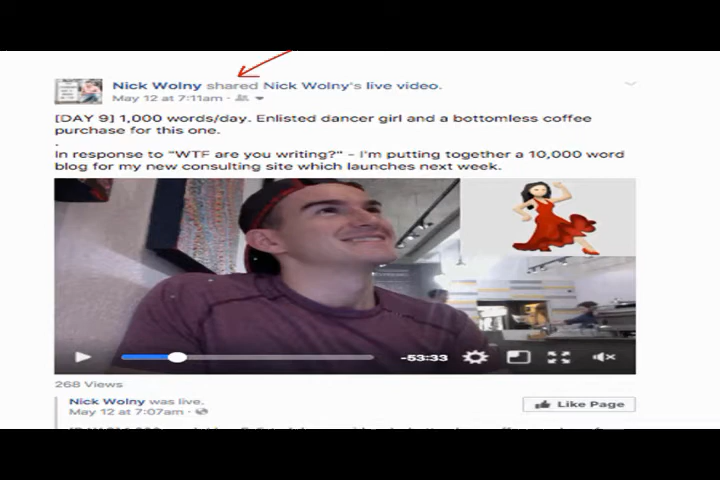 Nick Wolny shared Nick Wolny's live video.
May 12 at 7:11am ·
[DAY 9] 1,000 words/day. Enlisted dancer girl and a bottomless coffee
purchase for this one.
.
In response to "WTF are you writing?" - I'm putting together a 10,000 word
blog for my new consulting site which launches next week.
-53:33
268 Views
Nick Wolny was live.
May 12 at 7:07am ·
Like Page